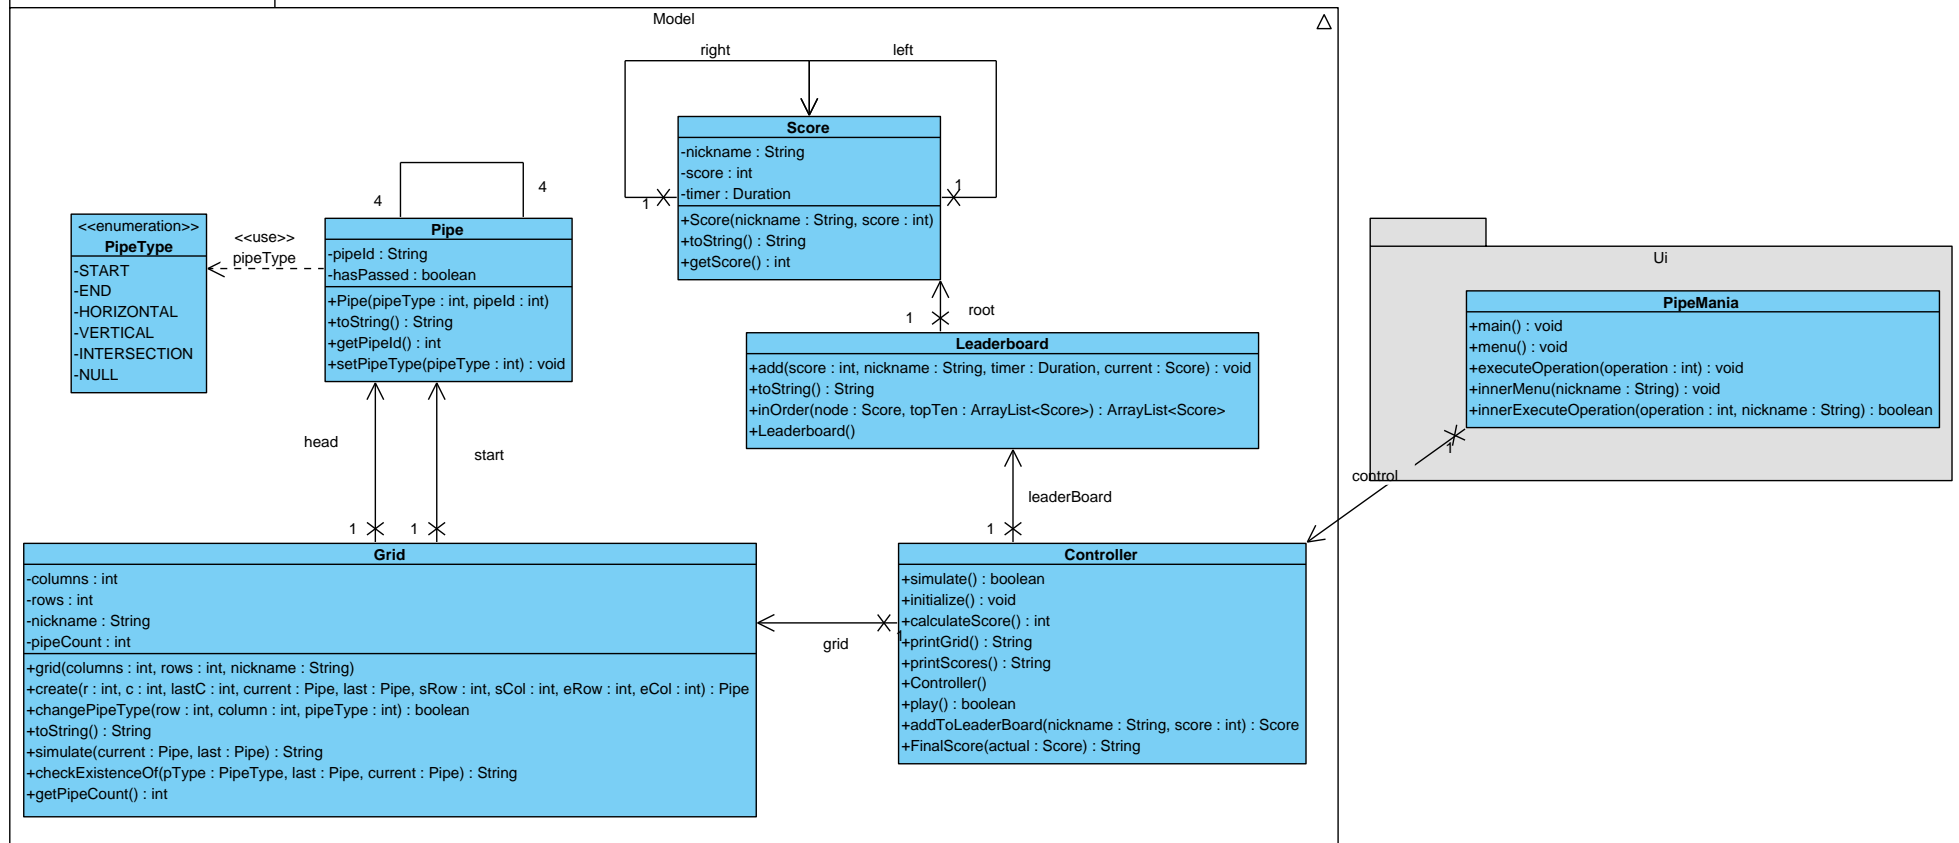 Model
right
left
Score
-nickname : String
-score : int
-timer : Duration
+Score(nickname : String, score : int)
+toString() : String
+getScore() : int
1
1
4
4
<<enumeration>>
PipeType
-START
-END
-HORIZONTAL
-VERTICAL
-INTERSECTION
-NULL
<<use>>
pipeType
Pipe
-pipeId : String
-hasPassed : boolean
+Pipe(pipeType : int, pipeId : int)
+toString() : String
+getPipeId() : int
+setPipeType(pipeType : int) : void
1
root
Leaderboard
+add(score : int, nickname : String, timer : Duration, current : Score) : void
+toString() : String
+inOrder(node : Score, topTen : ArrayList<Score>) : ArrayList<Score>
+Leaderboard()
Ui
PipeMania
+main() : void
+menu() : void
+executeOperation(operation : int) : void
+innerMenu(nickname : String) : void
+innerExecuteOperation(operation : int, nickname : String) : boolean
1
control
head
start
1
1
leaderBoard
1
Grid
-columns : int
-rows : int
-nickname : String
-pipeCount : int
+grid(columns : int, rows : int, nickname : String)
+create(r : int, c : int, lastC : int, current : Pipe, last : Pipe, sRow : int, sCol : int, eRow : int, eCol : int) : Pipe
+changePipeType(row : int, column : int, pipeType : int) : boolean
+toString() : String
+simulate(current : Pipe, last : Pipe) : String
+checkExistenceOf(pType : PipeType, last : Pipe, current : Pipe) : String
+getPipeCount() : int
grid
1
Controller
+simulate() : boolean
+initialize() : void
+calculateScore() : int
+printGrid() : String
+printScores() : String
+Controller()
+play() : boolean
+addToLeaderBoard(nickname : String, score : int) : Score
+FinalScore(actual : Score) : String